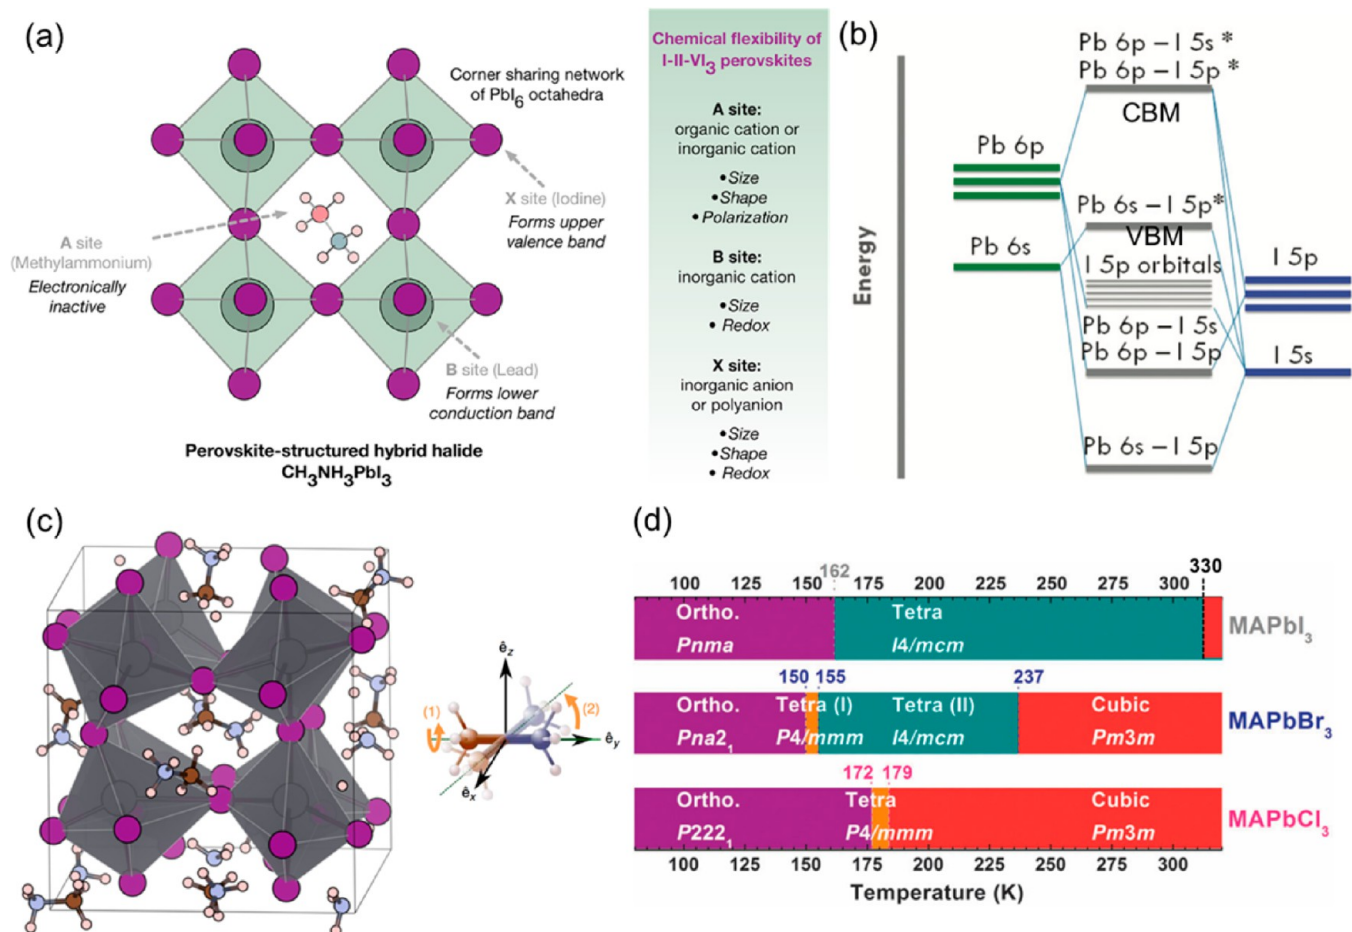 (a)
Corner sharing network
of PbI₆ octahedra
X site (Iodine)
Forms upper
valence band
A site
(Methylammonium)
Electronically
inactive
B site (Lead)
Forms lower
conduction band
Perovskite-structured hybrid halide
CH₃NH₃PbI₃
Chemical flexibility of
I-II-VI₃ perovskites
A site:
organic cation or
inorganic cation
•Size
•Shape
•Polarization
B site:
inorganic cation
•Size
• Redox
X site:
inorganic anion
or polyanion
•Size
•Shape
• Redox
(b)
Energy
Pb 6p
Pb 6s
Pb 6p – I 5s *
Pb 6p – I 5p *
CBM
Pb 6s – I 5p*
VBM
I 5p orbitals
Pb 6p – I 5s
Pb 6p – I 5p
Pb 6s – I 5p
I 5p
I 5s
(c)
(1)
(2)
ê_z
ê_y
ê_x
(d)
100 125 150 162 175 200 225 250 275 300 330
Ortho. Tetra
Pnma I4/mcm
MAPbI₃
150 155 237
Ortho. Tetra (I) Tetra (II) Cubic
Pna2₁ P4/mmm I4/mcm Pm3m
MAPbBr₃
172 179
Ortho. Tetra Cubic
P222₁ P4/mmm Pm3m
MAPbCl₃
100 125 150 175 200 225 250 275 300
Temperature (K)